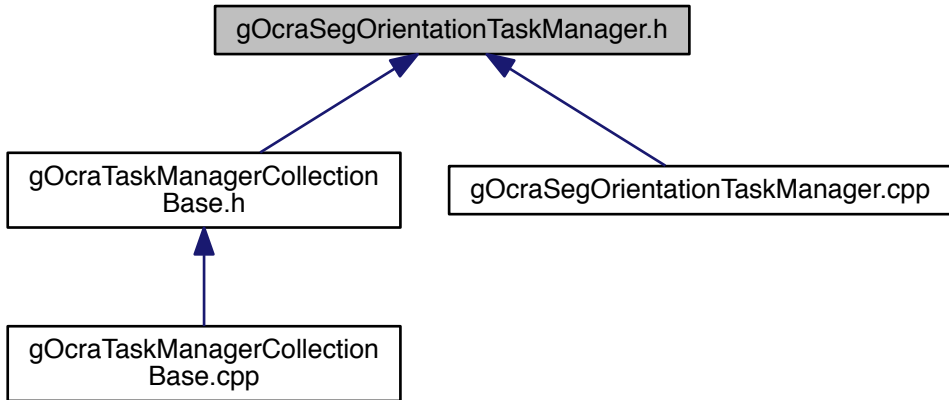 gOcraSegOrientationTaskManager.h
gOcraTaskManagerCollection
Base.h
gOcraSegOrientationTaskManager.cpp
gOcraTaskManagerCollection
Base.cpp